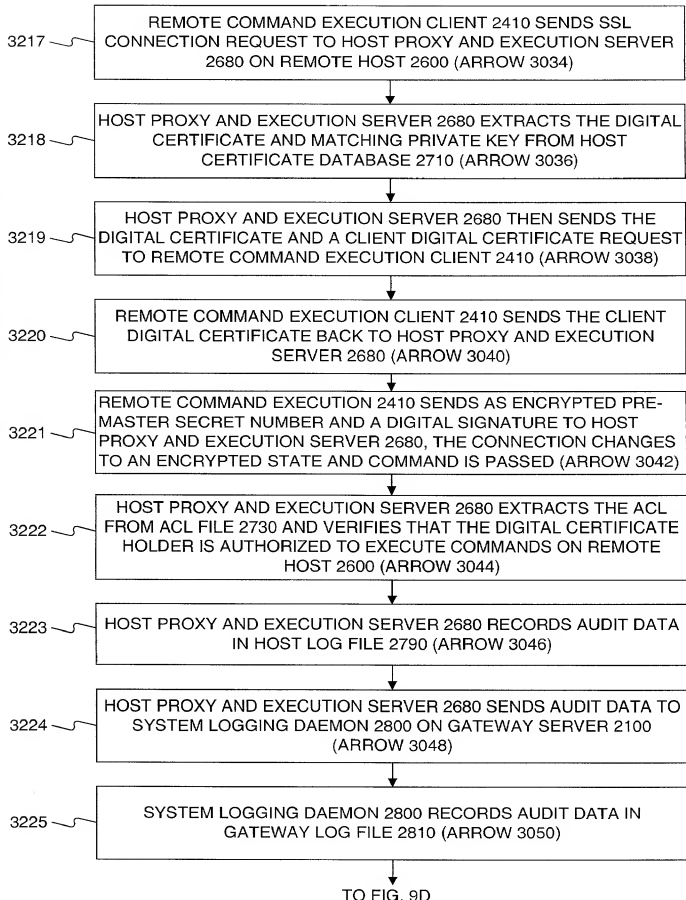 3217
REMOTE COMMAND EXECUTION CLIENT 2410 SENDS SSL
CONNECTION REQUEST TO HOST PROXY AND EXECUTION SERVER
2680 ON REMOTE HOST 2600 (ARROW 3034)
3218
HOST PROXY AND EXECUTION SERVER 2680 EXTRACTS THE DIGITAL
CERTIFICATE AND MATCHING PRIVATE KEY FROM HOST
CERTIFICATE DATABASE 2710 (ARROW 3036)
3219
HOST PROXY AND EXECUTION SERVER 2680 THEN SENDS THE
DIGITAL CERTIFICATE AND A CLIENT DIGITAL CERTIFICATE REQUEST
TO REMOTE COMMAND EXECUTION CLIENT 2410 (ARROW 3038)
3220
REMOTE COMMAND EXECUTION CLIENT 2410 SENDS THE CLIENT
DIGITAL CERTIFICATE BACK TO HOST PROXY AND EXECUTION
SERVER 2680 (ARROW 3040)
3221
REMOTE COMMAND EXECUTION 2410 SENDS AS ENCRYPTED PRE-
MASTER SECRET NUMBER AND A DIGITAL SIGNATURE TO HOST
PROXY AND EXECUTION SERVER 2680, THE CONNECTION CHANGES
TO AN ENCRYPTED STATE AND COMMAND IS PASSED (ARROW 3042)
3222
HOST PROXY AND EXECUTION SERVER 2680 EXTRACTS THE ACL
FROM ACL FILE 2730 AND VERIFIES THAT THE DIGITAL CERTIFICATE
HOLDER IS AUTHORIZED TO EXECUTE COMMANDS ON REMOTE
HOST 2600 (ARROW 3044)
3223
HOST PROXY AND EXECUTION SERVER 2680 RECORDS AUDIT DATA
IN HOST LOG FILE 2790 (ARROW 3046)
3224
HOST PROXY AND EXECUTION SERVER 2680 SENDS AUDIT DATA TO
SYSTEM LOGGING DAEMON 2800 ON GATEWAY SERVER 2100
(ARROW 3048)
3225
SYSTEM LOGGING DAEMON 2800 RECORDS AUDIT DATA IN
GATEWAY LOG FILE 2810 (ARROW 3050)
TO FIG. 9D